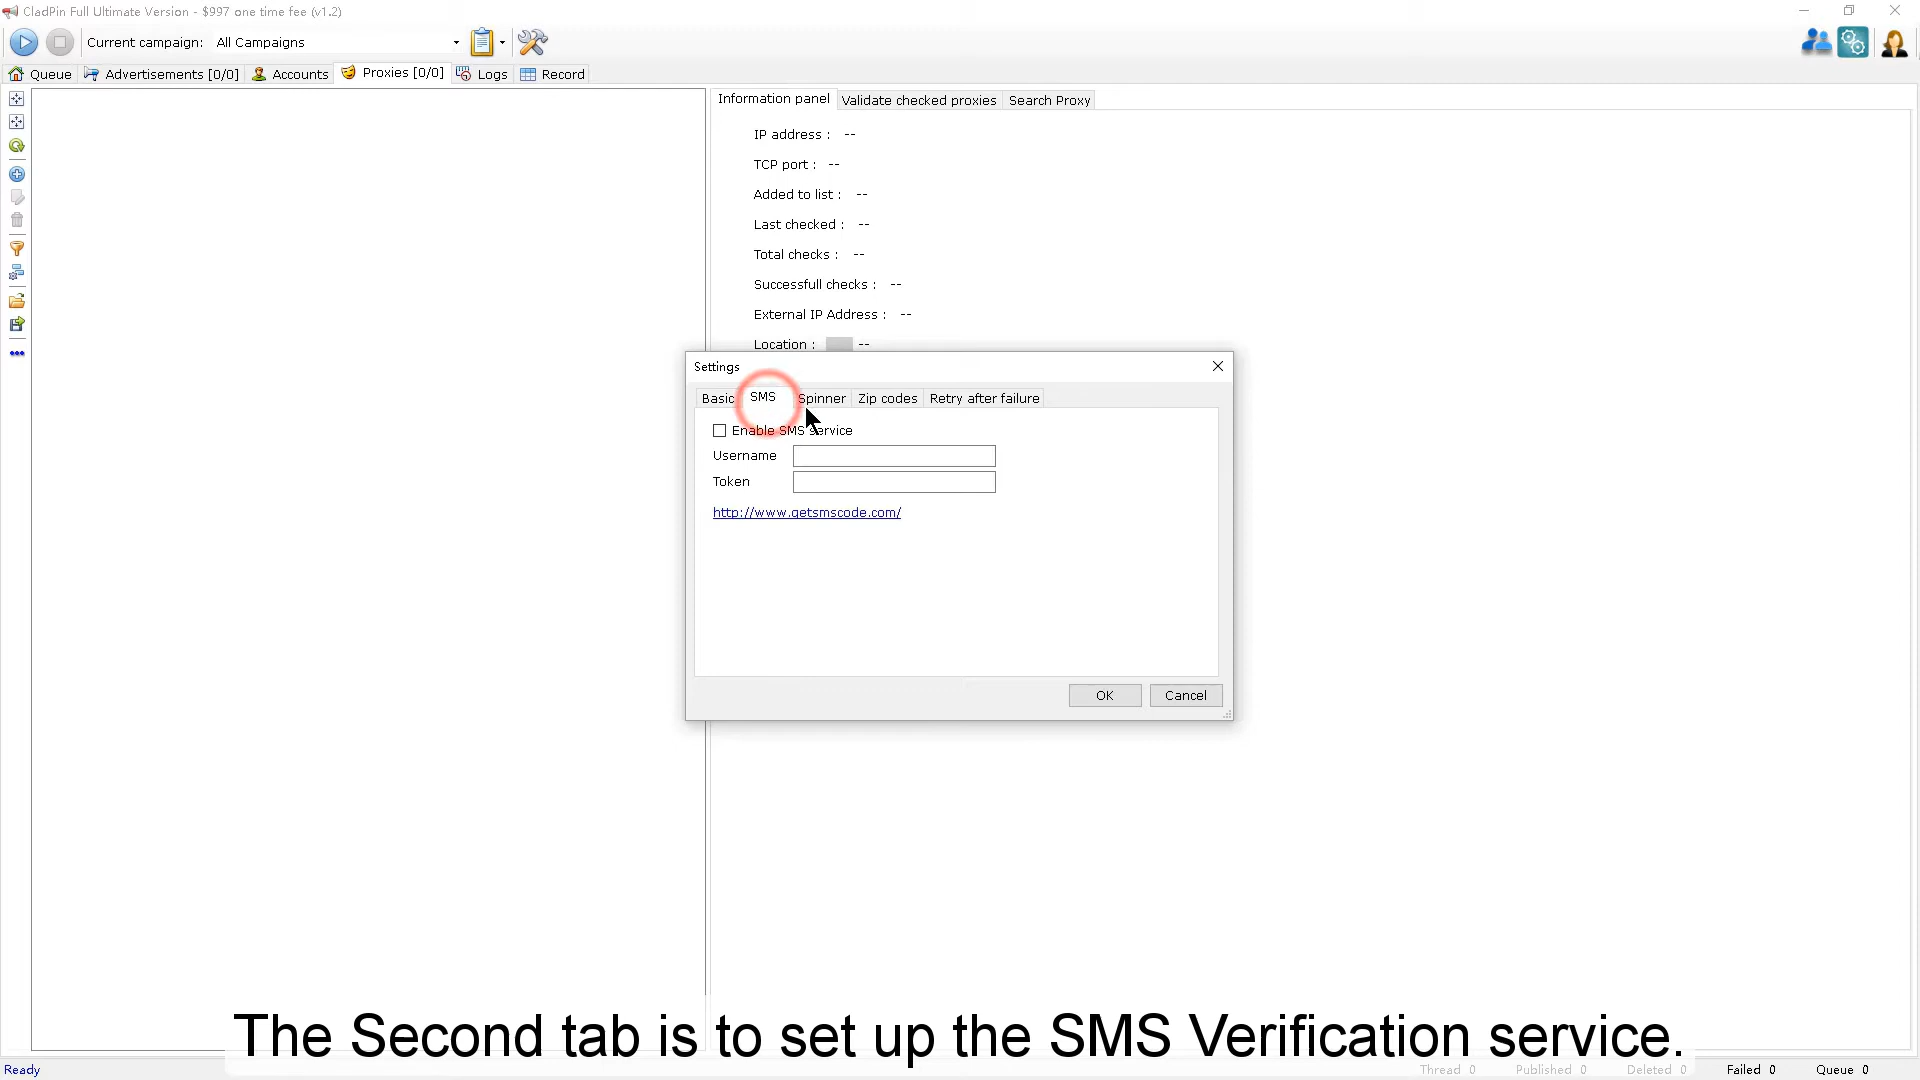 CladPin Full Ultimate Version - $997 one time fee (v1.2)
Current campaign: All Campaigns
Queue Advertisements [0/0] Accounts Proxies [0/0] Logs Record
Information panel Validate checked proxies Search Proxy
IP address : --
TCP port : --
Added to list : --
Last checked : --
Total checks : --
Successfull checks : --
External IP Address : --
Location : --
Settings
Basic SMS Spinner Zip codes Retry after failure
Enable SMS service
Username
Token
http://www.getsmscode.com/
OK Cancel
The Second tab is to set up the SMS Verification service.
Ready Thread 0 Published 0 Deleted 0 Failed 0 Queue 0